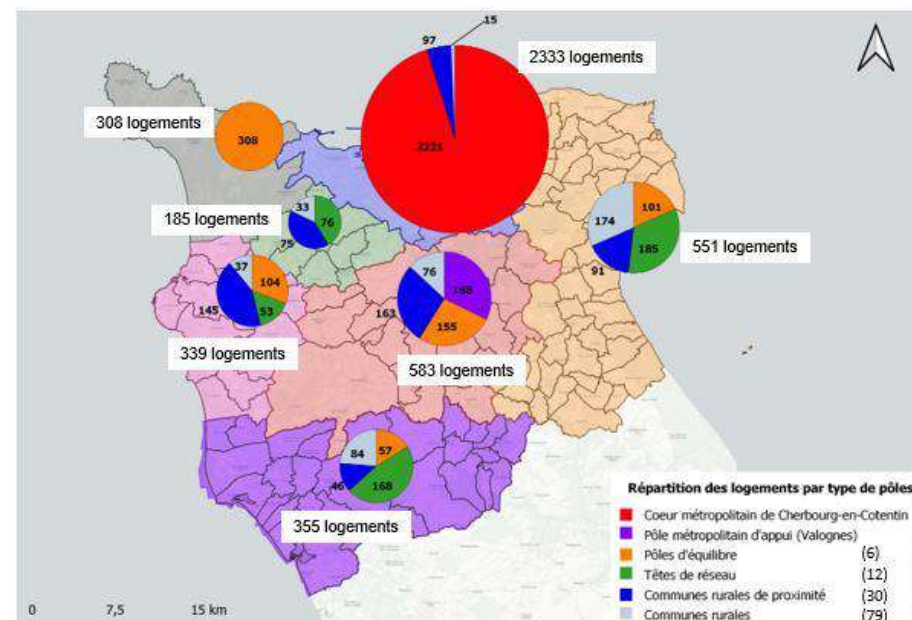 15
97
2333 logements
2221
308 logements
308
185 logements
33
76
75
174
101
185
91
551 logements
37
104
145
53
339 logements
76
163
155
583 logements
84
57
46
168
355 logements
Répartition des logements par type de pôles
Coeur métropolitain de Cherbourg-en-Cotentin
Pôle métropolitain d'appui (Valognes)
Pôles d'équilibre (6)
Têtes de réseau (12)
Communes rurales de proximité (30)
Communes rurales (79)
0 7,5 15 km